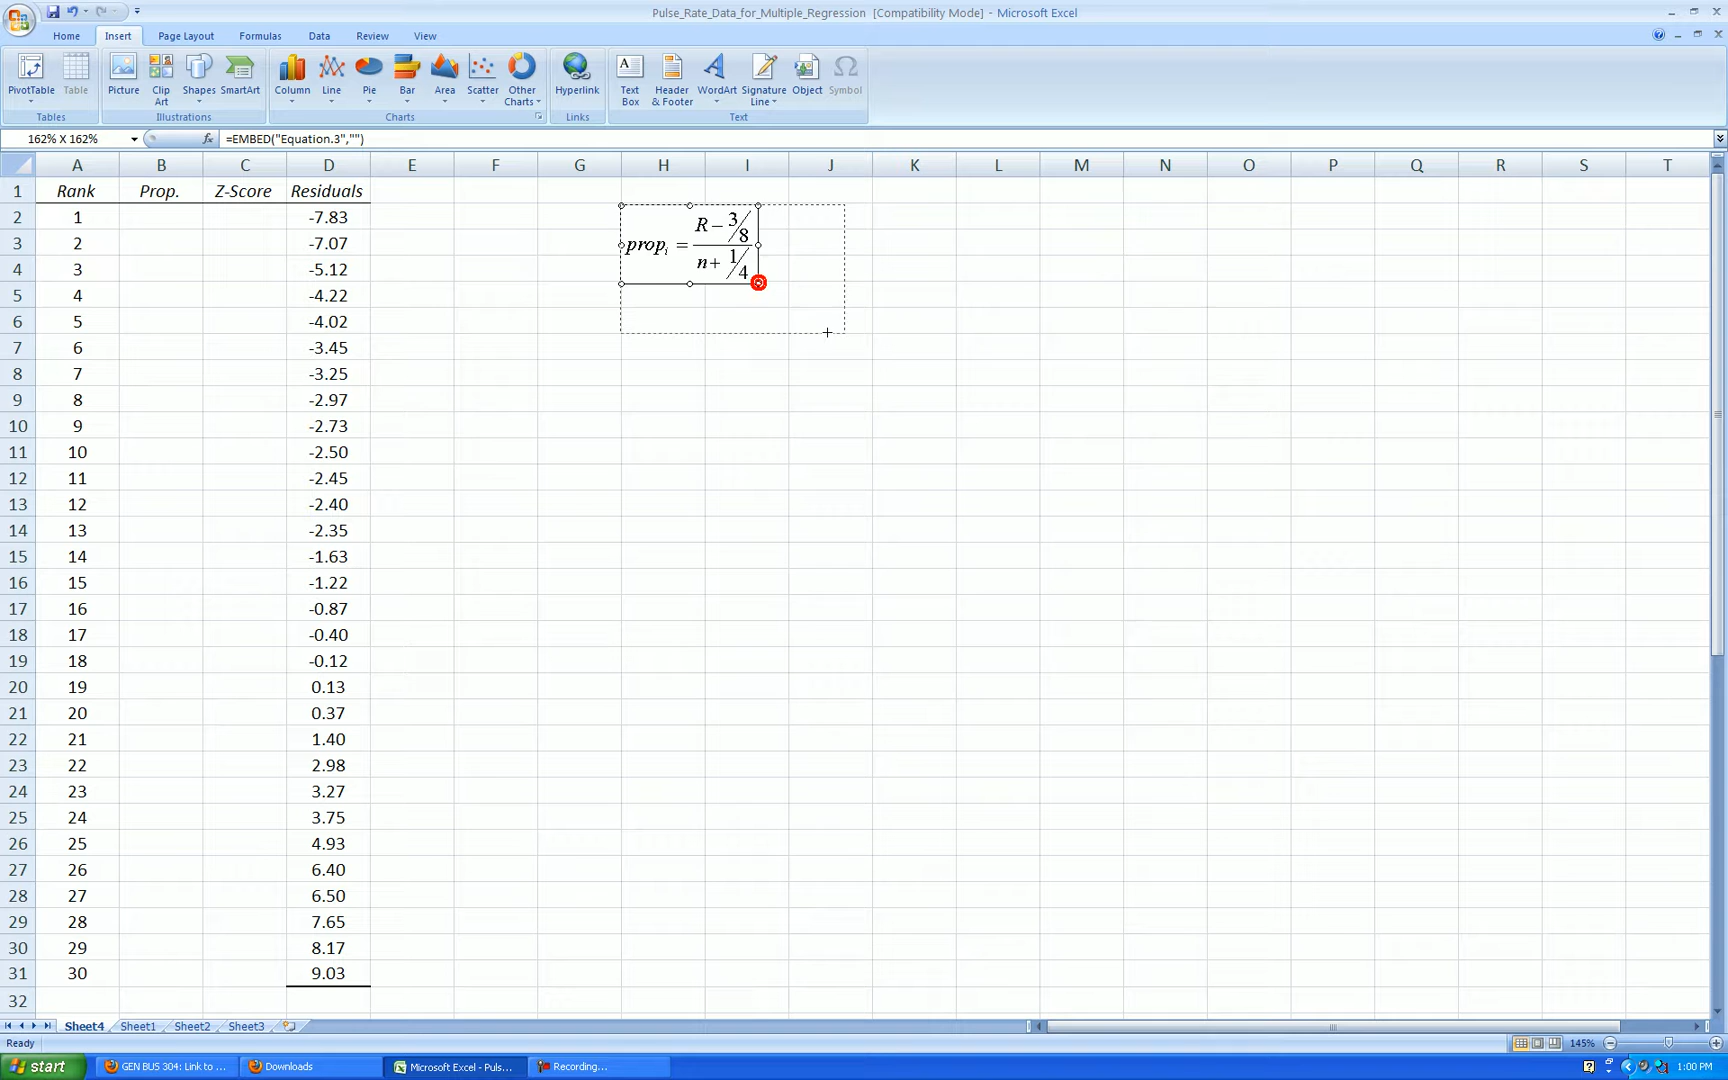 Pulse_Rate_Data_for_Multiple_Regression [Compatibility Mode] - Microsoft Excel
Home Insert Page Layout Formulas Data Review View
PivotTable Table Picture Clip Art Shapes SmartArt Column Line Pie Bar Area Scatter Other Charts Hyperlink Text Box Header & Footer WordArt Signature Line Object Symbol
Tables Illustrations Charts Links Text
162% X 162% fx =EMBED("Equation.3","")
A B C D E F G H I J K L M N O P Q R S T
1 Rank Prop. Z-Score Residuals
2 1 -7.83
3 2 -7.07
4 3 -5.12
5 4 -4.22
6 5 -4.02
7 6 -3.45
8 7 -3.25
9 8 -2.97
10 9 -2.73
11 10 -2.50
12 11 -2.45
13 12 -2.40
14 13 -2.35
15 14 -1.63
16 15 -1.22
17 16 -0.87
18 17 -0.40
19 18 -0.12
20 19 0.13
21 20 0.37
22 21 1.40
23 22 2.98
24 23 3.27
25 24 3.75
26 25 4.93
27 26 6.40
28 27 6.50
29 28 7.65
30 29 8.17
31 30 9.03
32
R - 3/8
prop_i =
n + 1/4
Sheet4 Sheet1 Sheet2 Sheet3
Ready 145%
start GEN BUS 304: Link to ... Downloads Microsoft Excel - Puls... Recording... 1:00 PM